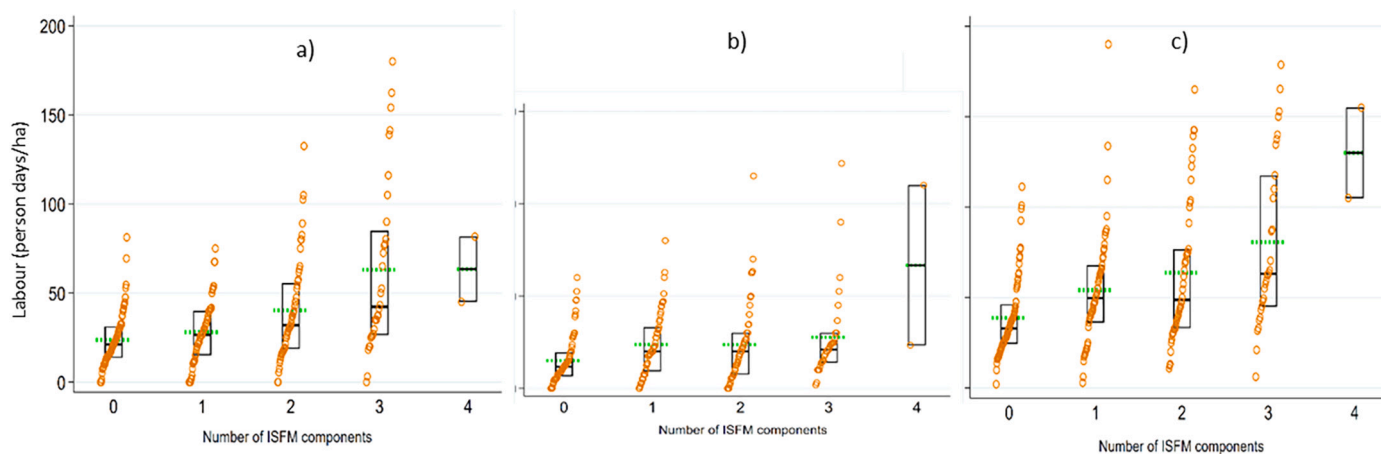 a)
b)
c)
200
150
100
50
0
Labour (person days/ha)
0 1 2 3 4
0 1 2 3 4
0 1 2 3 4
Number of ISFM components
Number of ISFM components
Number of ISFM components